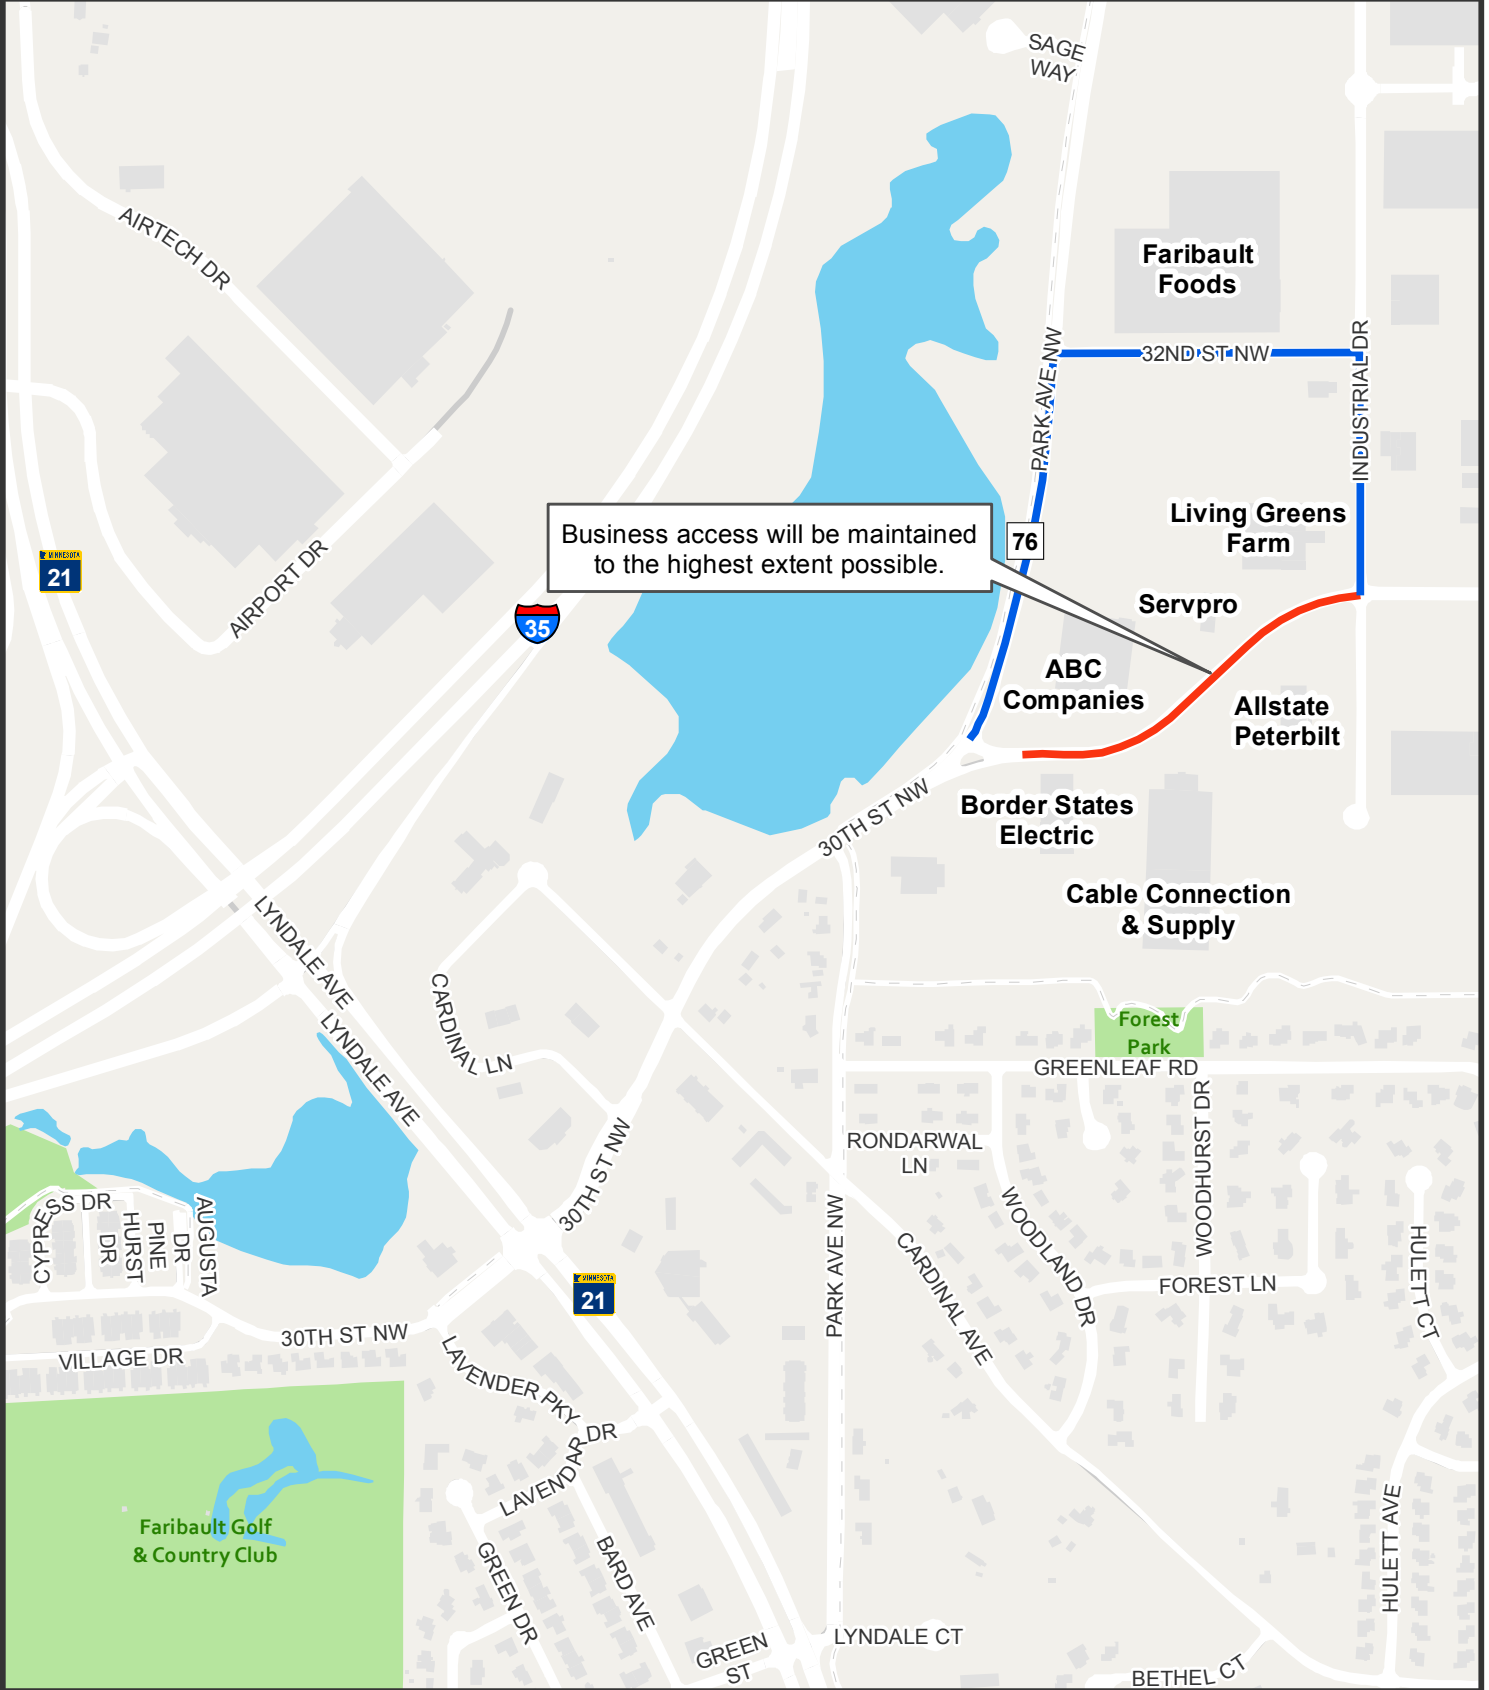 SAGE
WAY
AIRTECH DR
Faribault
Foods
32ND ST NW
PARK AVE NW
INDUSTRIAL DR
Living Greens
Farm
Business access will be maintained
to the highest extent possible.
76
MINNESOTA
21
AIRPORT DR
35
Servpro
ABC
Companies
Allstate
Peterbilt
30TH ST NW
Border States
Electric
Cable Connection
& Supply
LYNDALE AVE
LYNDALE AVE
CARDINAL LN
Forest
Park
GREENLEAF RD
WOODHURST DR
RONDARWAL
LN
30TH ST NW
WOODLAND DR
CYPRESS DR
HURST
DR
PINE
DR
AUGUSTA
PARK AVE NW
CARDINAL AVE
FOREST LN
HULETT CT
MINNESOTA
21
30TH ST NW
VILLAGE DR
LAVENDER PKY
LAVENDAR DR
HULETT AVE
Faribault Golf
& Country Club
GREEN DR
BARD AVE
GREEN
ST
LYNDALE CT
BETHEL CT